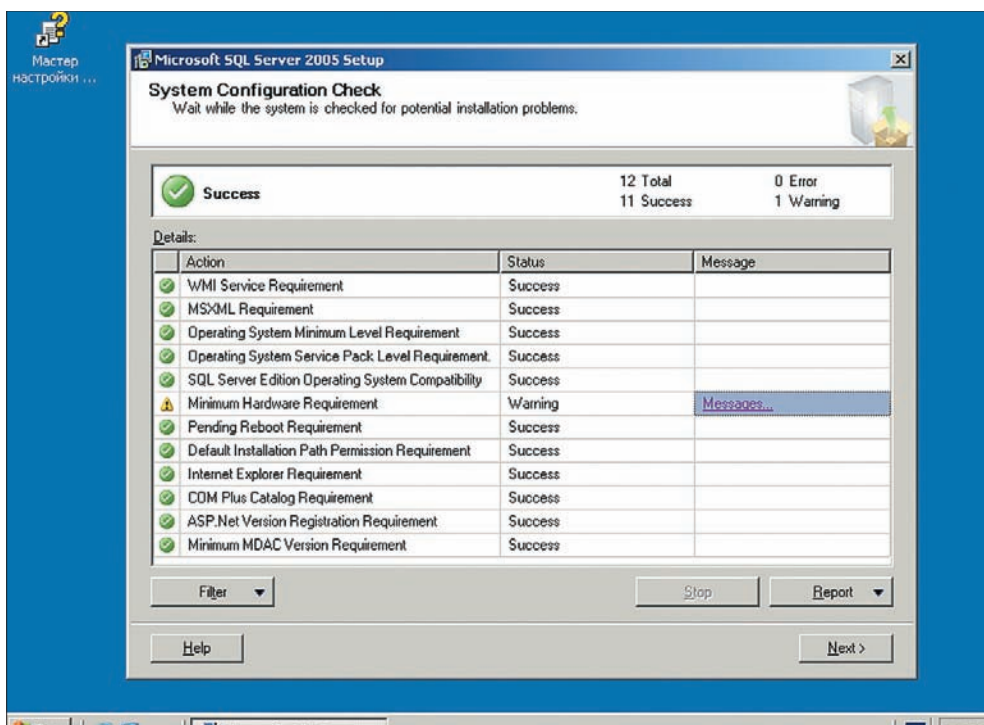 Мастер
настройки ...
Microsoft SQL Server 2005 Setup
System Configuration Check
Wait while the system is checked for potential installation problems.
Success
12 Total
0 Error
11 Success
1 Warning
Details:
Action Status Message
WMI Service Requirement Success
MSXML Requirement Success
Operating System Minimum Level Requirement Success
Operating System Service Pack Level Requirement. Success
SQL Server Edition Operating System Compatibility Success
Minimum Hardware Requirement Warning Messages...
Pending Reboot Requirement Success
Default Installation Path Permission Requirement Success
Internet Explorer Requirement Success
COM Plus Catalog Requirement Success
ASP.Net Version Registration Requirement Success
Minimum MDAC Version Requirement Success
Filter
Stop
Report
Help
Next >